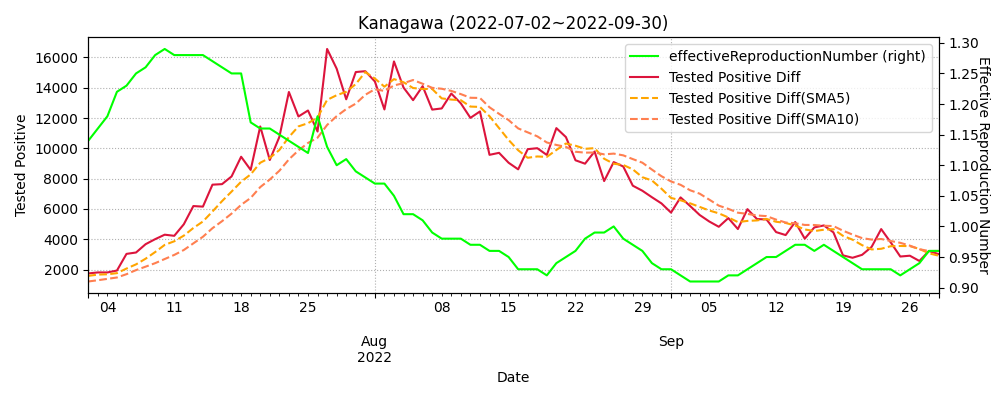 Kanagawa (2022-07-02~2022-09-30)
effectiveReproductionNumber (right)
Tested Positive Diff
Tested Positive Diff(SMA5)
Tested Positive Diff(SMA10)
Tested Positive
16000
14000
12000
10000
8000
6000
4000
2000
1.30
1.25
1.20
1.15
1.10
1.05
1.00
0.95
0.90
Effective Reproduction Number
04 11 18 25 08 15 22 29 05 12 19 26
Aug Sep
2022
Date